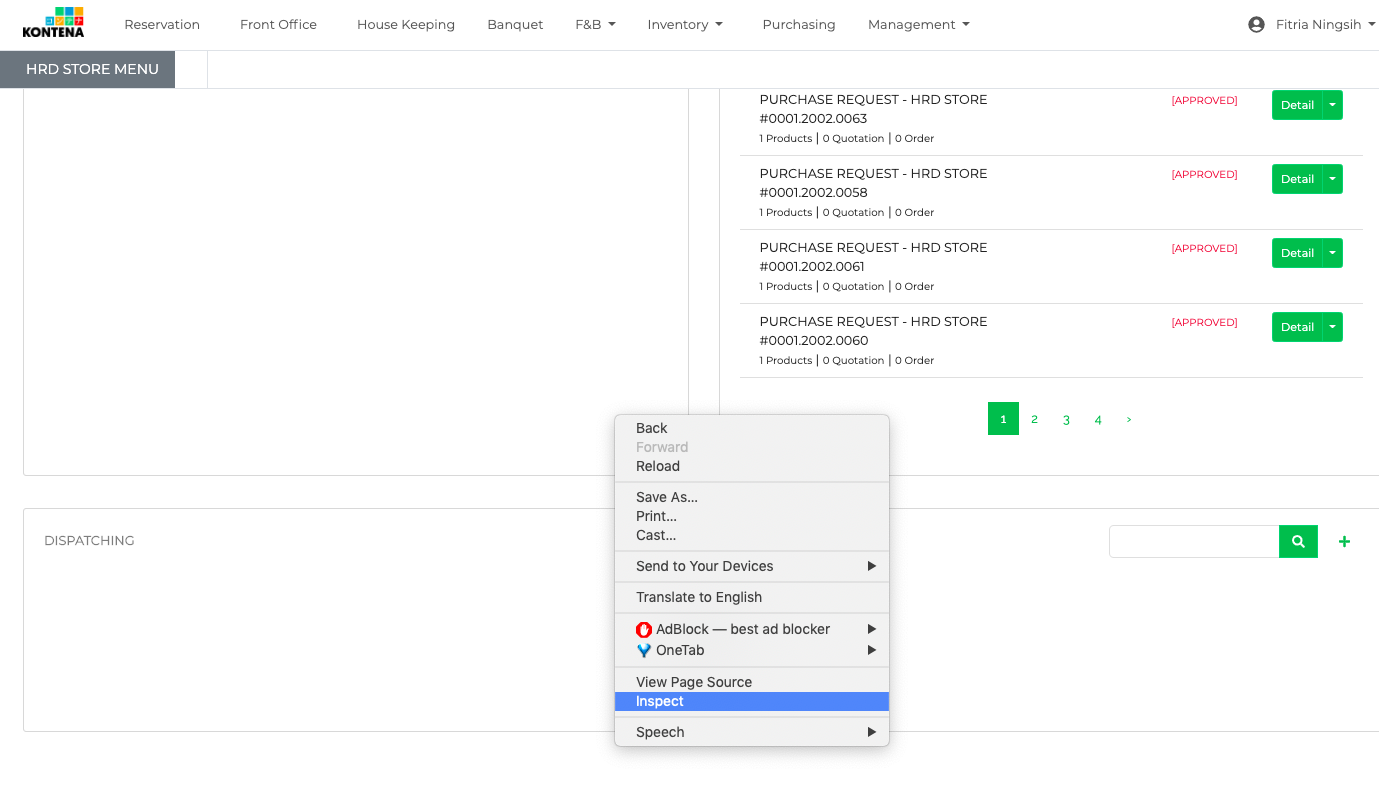 コンテナ
KONTENA
Reservation Front Office House Keeping Banquet F&B Inventory Purchasing Management Fitria Ningsih
HRD STORE MENU
PURCHASE REQUEST - HRD STORE [APPROVED] Detail
#0001.2002.0063
1 Products | 0 Quotation | 0 Order
PURCHASE REQUEST - HRD STORE [APPROVED] Detail
#0001.2002.0058
1 Products | 0 Quotation | 0 Order
PURCHASE REQUEST - HRD STORE [APPROVED] Detail
#0001.2002.0061
1 Products | 0 Quotation | 0 Order
PURCHASE REQUEST - HRD STORE [APPROVED] Detail
#0001.2002.0060
1 Products | 0 Quotation | 0 Order
1 2 3 4 ›
Back
Forward
Reload
Save As...
Print...
Cast...
Send to Your Devices
Translate to English
AdBlock — best ad blocker
OneTab
View Page Source
Inspect
Speech
DISPATCHING